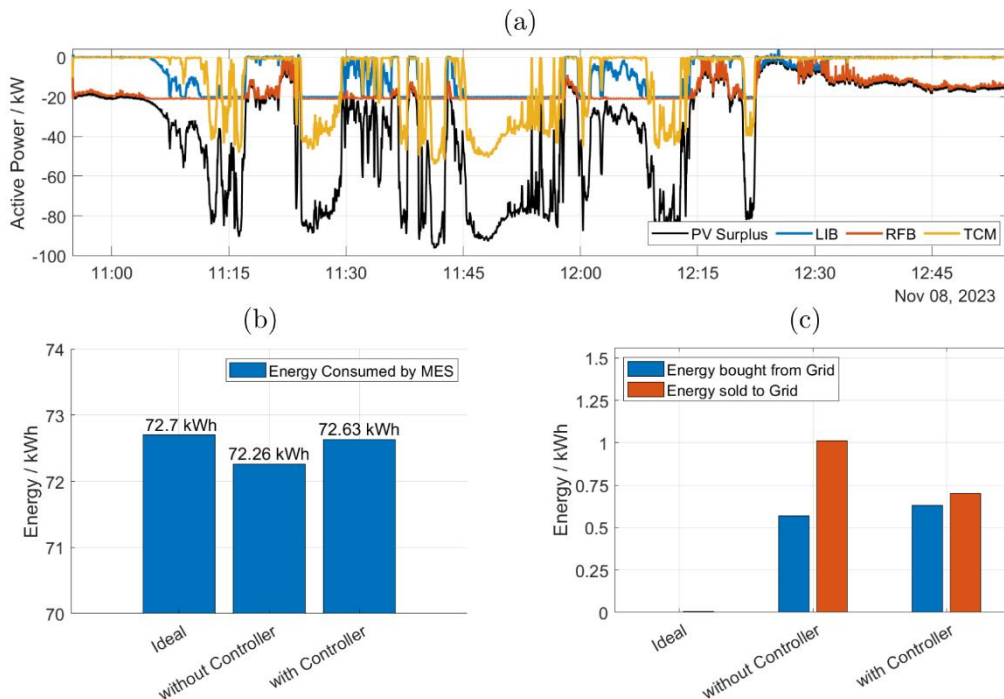 (a)
Active Power / kW
0
-20
-40
-60
-80
-100
PV Surplus LIB RFB TCM
11:00 11:15 11:30 11:45 12:00 12:15 12:30 12:45
Nov 08, 2023
(b)
Energy / kWh
74
73
72
71
70
Energy Consumed by MES
72.7 kWh
72.26 kWh
72.63 kWh
Ideal
without Controller
with Controller
(c)
Energy / kWh
1.5
1.25
1
0.75
0.5
0.25
0
Energy bought from Grid
Energy sold to Grid
Ideal
without Controller
with Controller